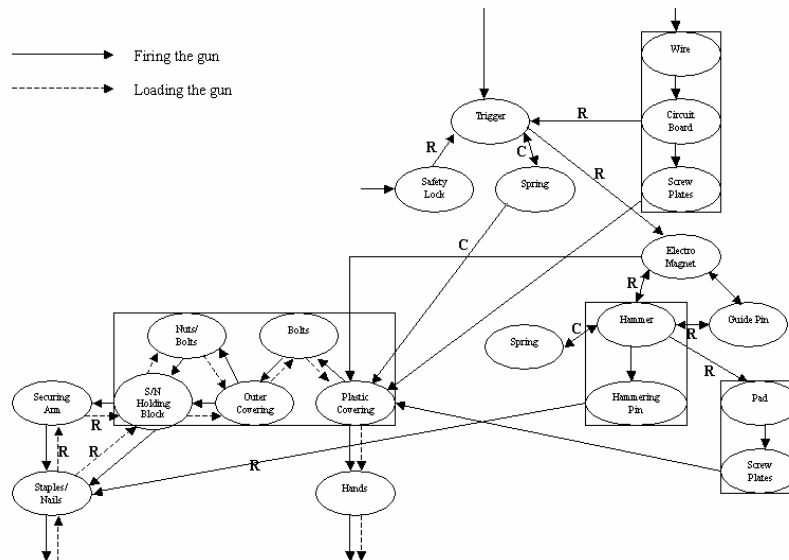 Firing the gun
Loading the gun
Wire
Trigger
R
Circuit
Board
R
C
R
Safety
Lock
Spring
Screw
Plates
C
Electro
Magnet
R
Nuts/
Bolts
Bolts
Spring
C
Hammer
R
Guide Pin
R
Securing
Arm
S/N
Holding
Block
Outer
Covering
Plastic
Covering
Hammering
Pin
Pad
R
R
R
R
Staples/
Nails
Hands
Screw
Plates